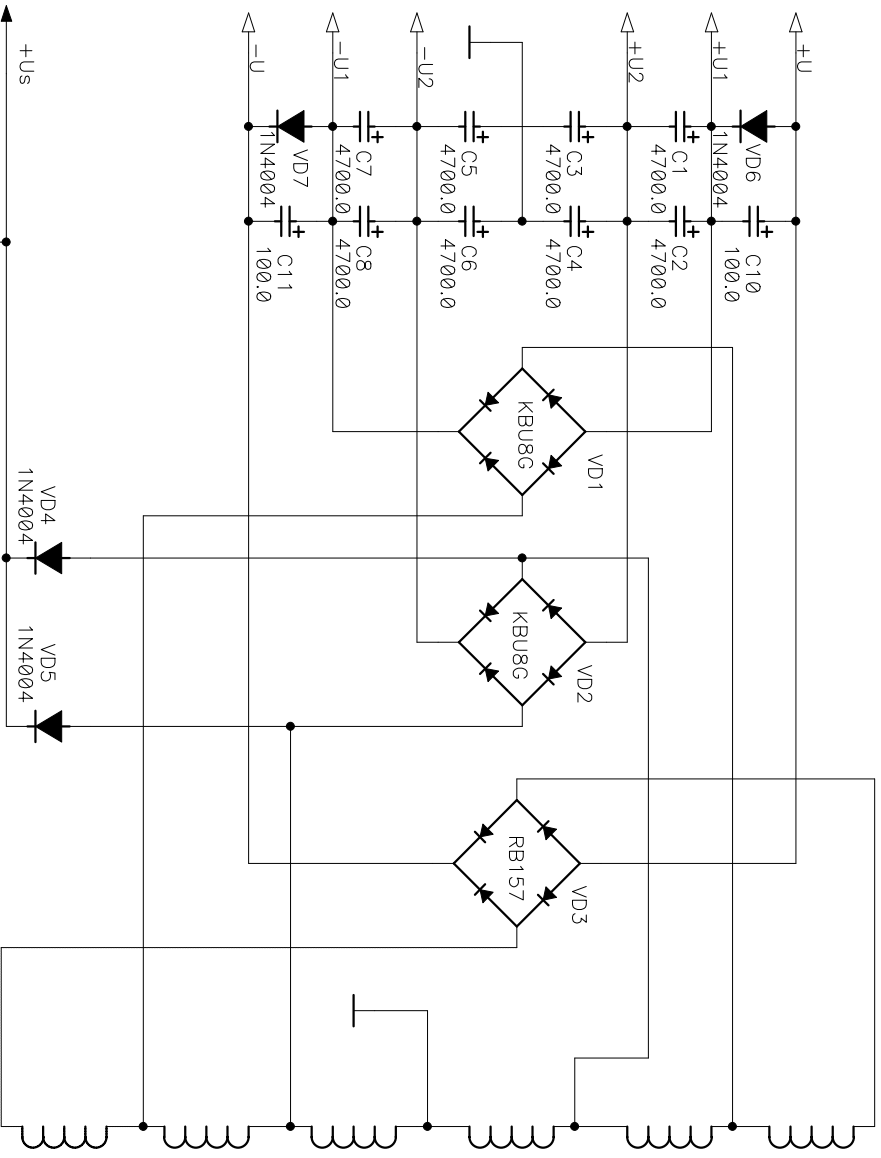 +Us
-U
-U1
-U2
+U2
+U1
+U
VD7
1N4004
C7
4700.0
C5
4700.0
C3
4700.0
C1
4700.0
VD6
1N4004
C11
100.0
C8
4700.0
C6
4700.0
C4
4700.0
C2
4700.0
C10
100.0
KBU8G
VD1
VD4
1N4004
KBU8G
VD2
VD5
1N4004
RB157
VD3